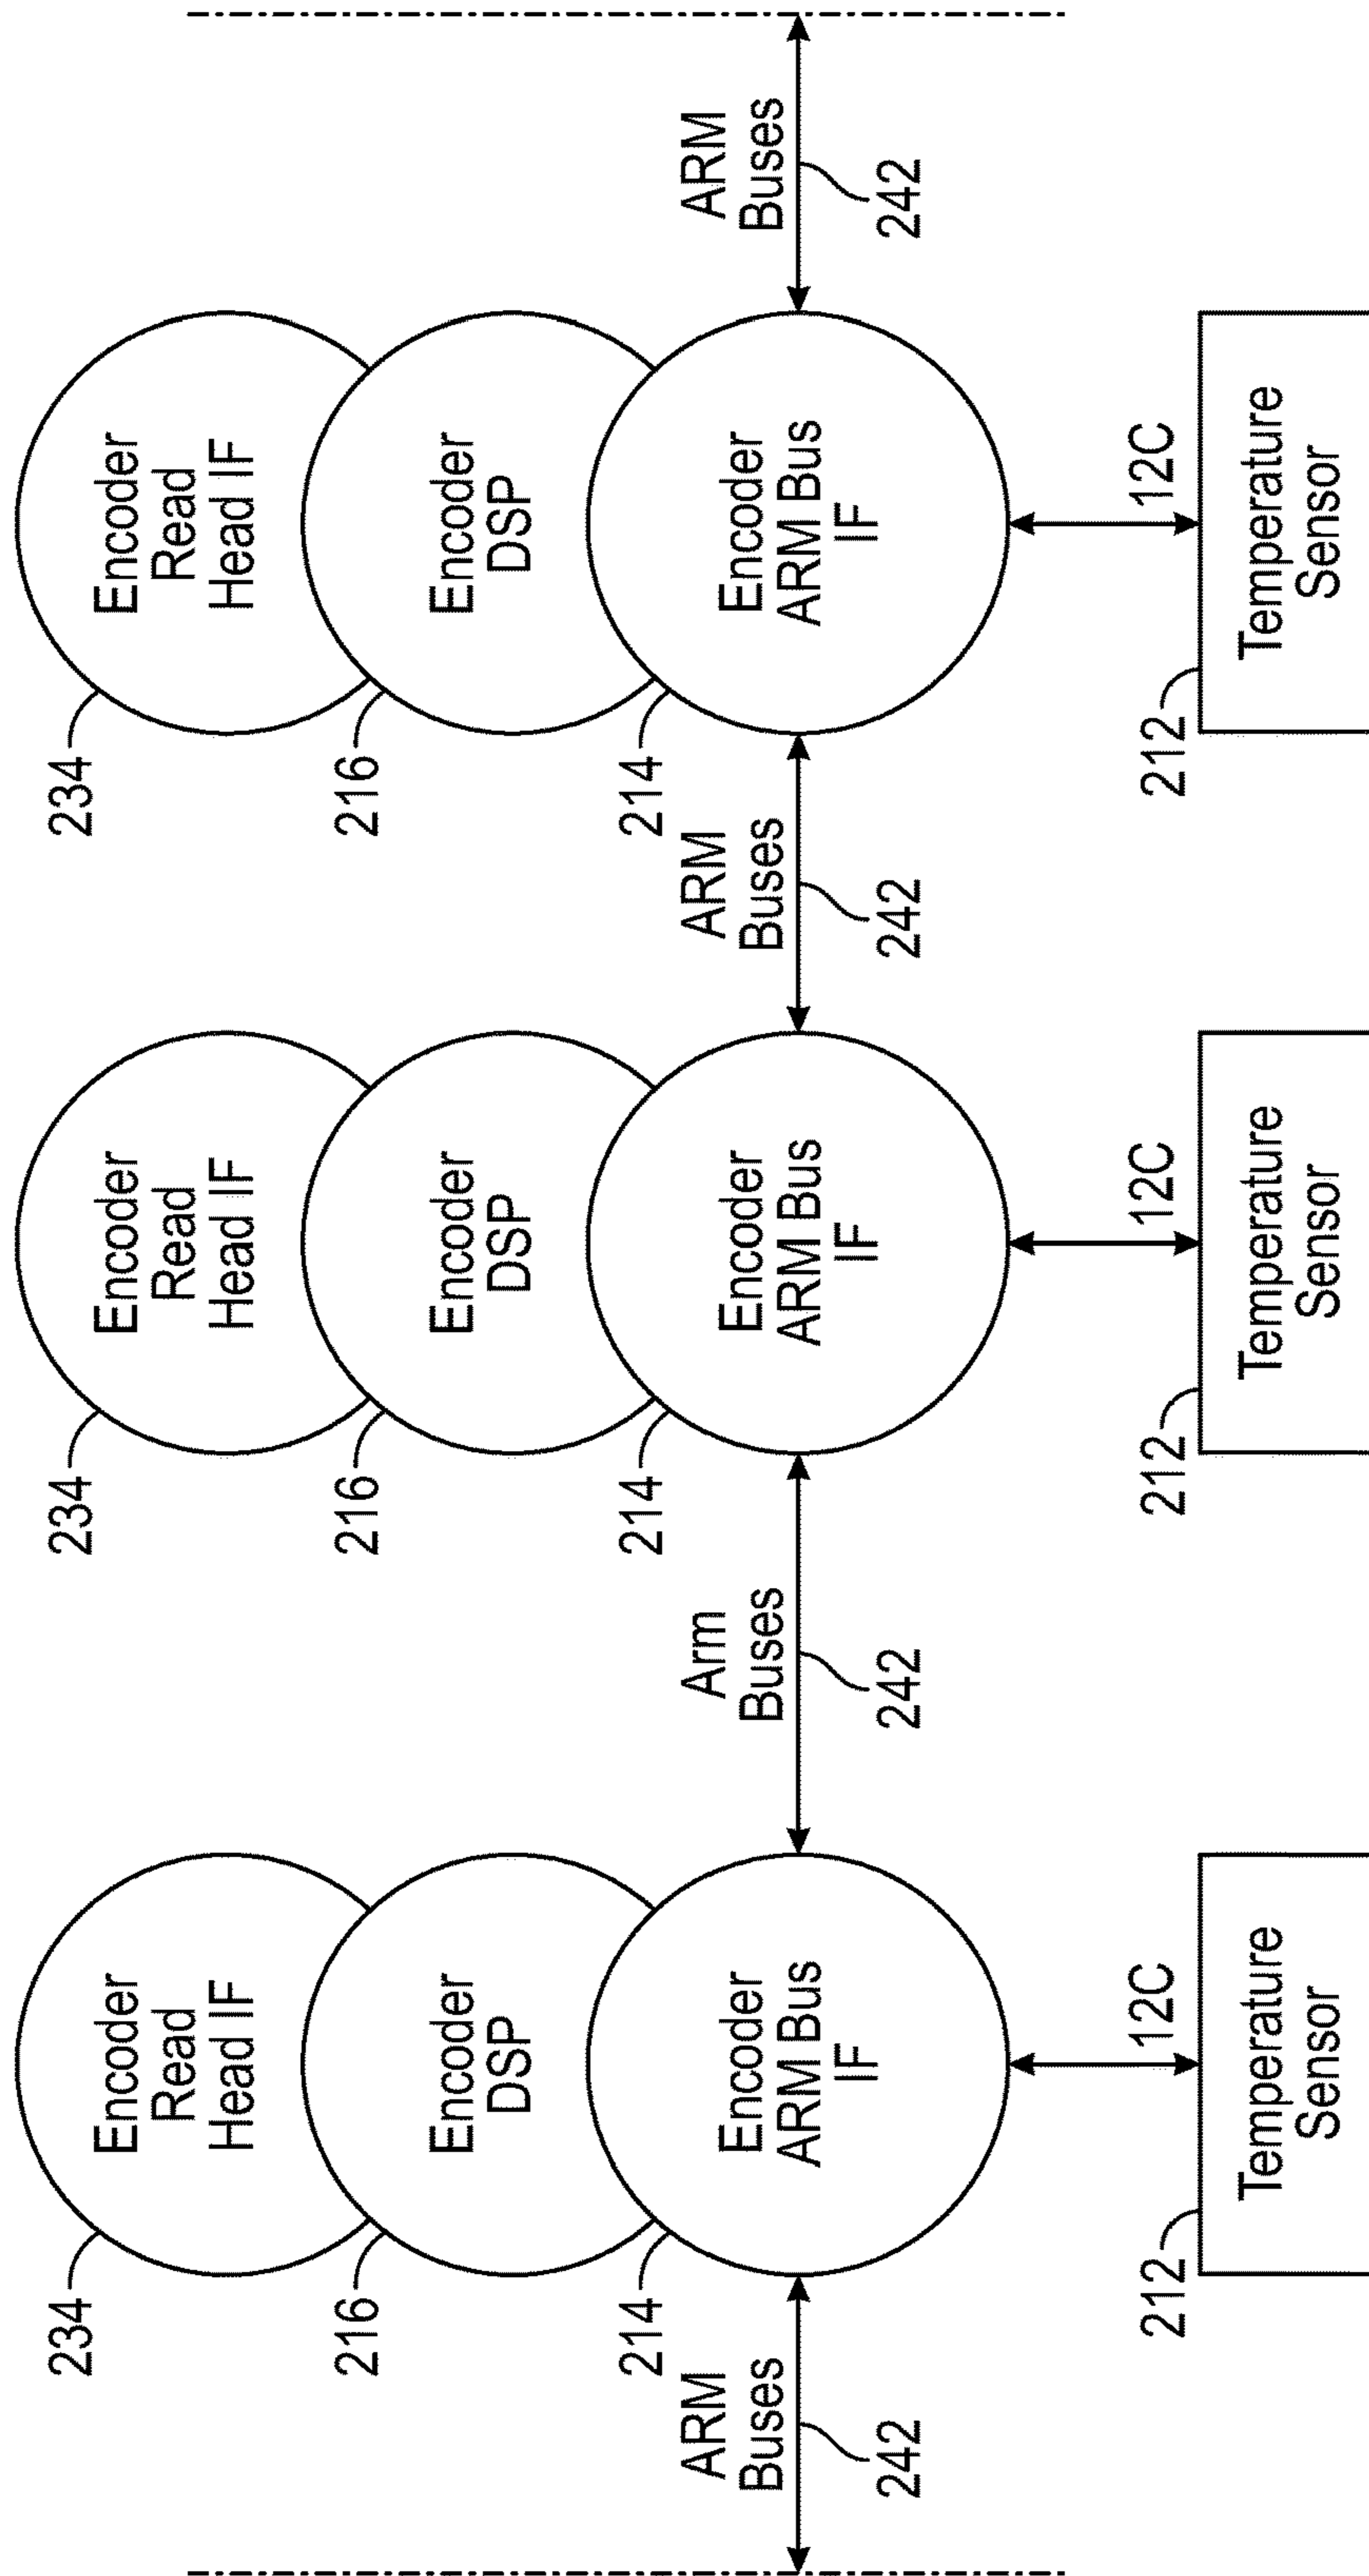 ARM
Buses
242
234
Encoder
Read
Head IF
216
Encoder
DSP
214
Encoder
ARM Bus
IF
12C
212
Temperature
Sensor
Arm
Buses
242
234
Encoder
Read
Head IF
216
Encoder
DSP
214
Encoder
ARM Bus
IF
12C
212
Temperature
Sensor
ARM
Buses
242
234
Encoder
Read
Head IF
216
Encoder
DSP
214
Encoder
ARM Bus
IF
12C
212
Temperature
Sensor
ARM
Buses
242